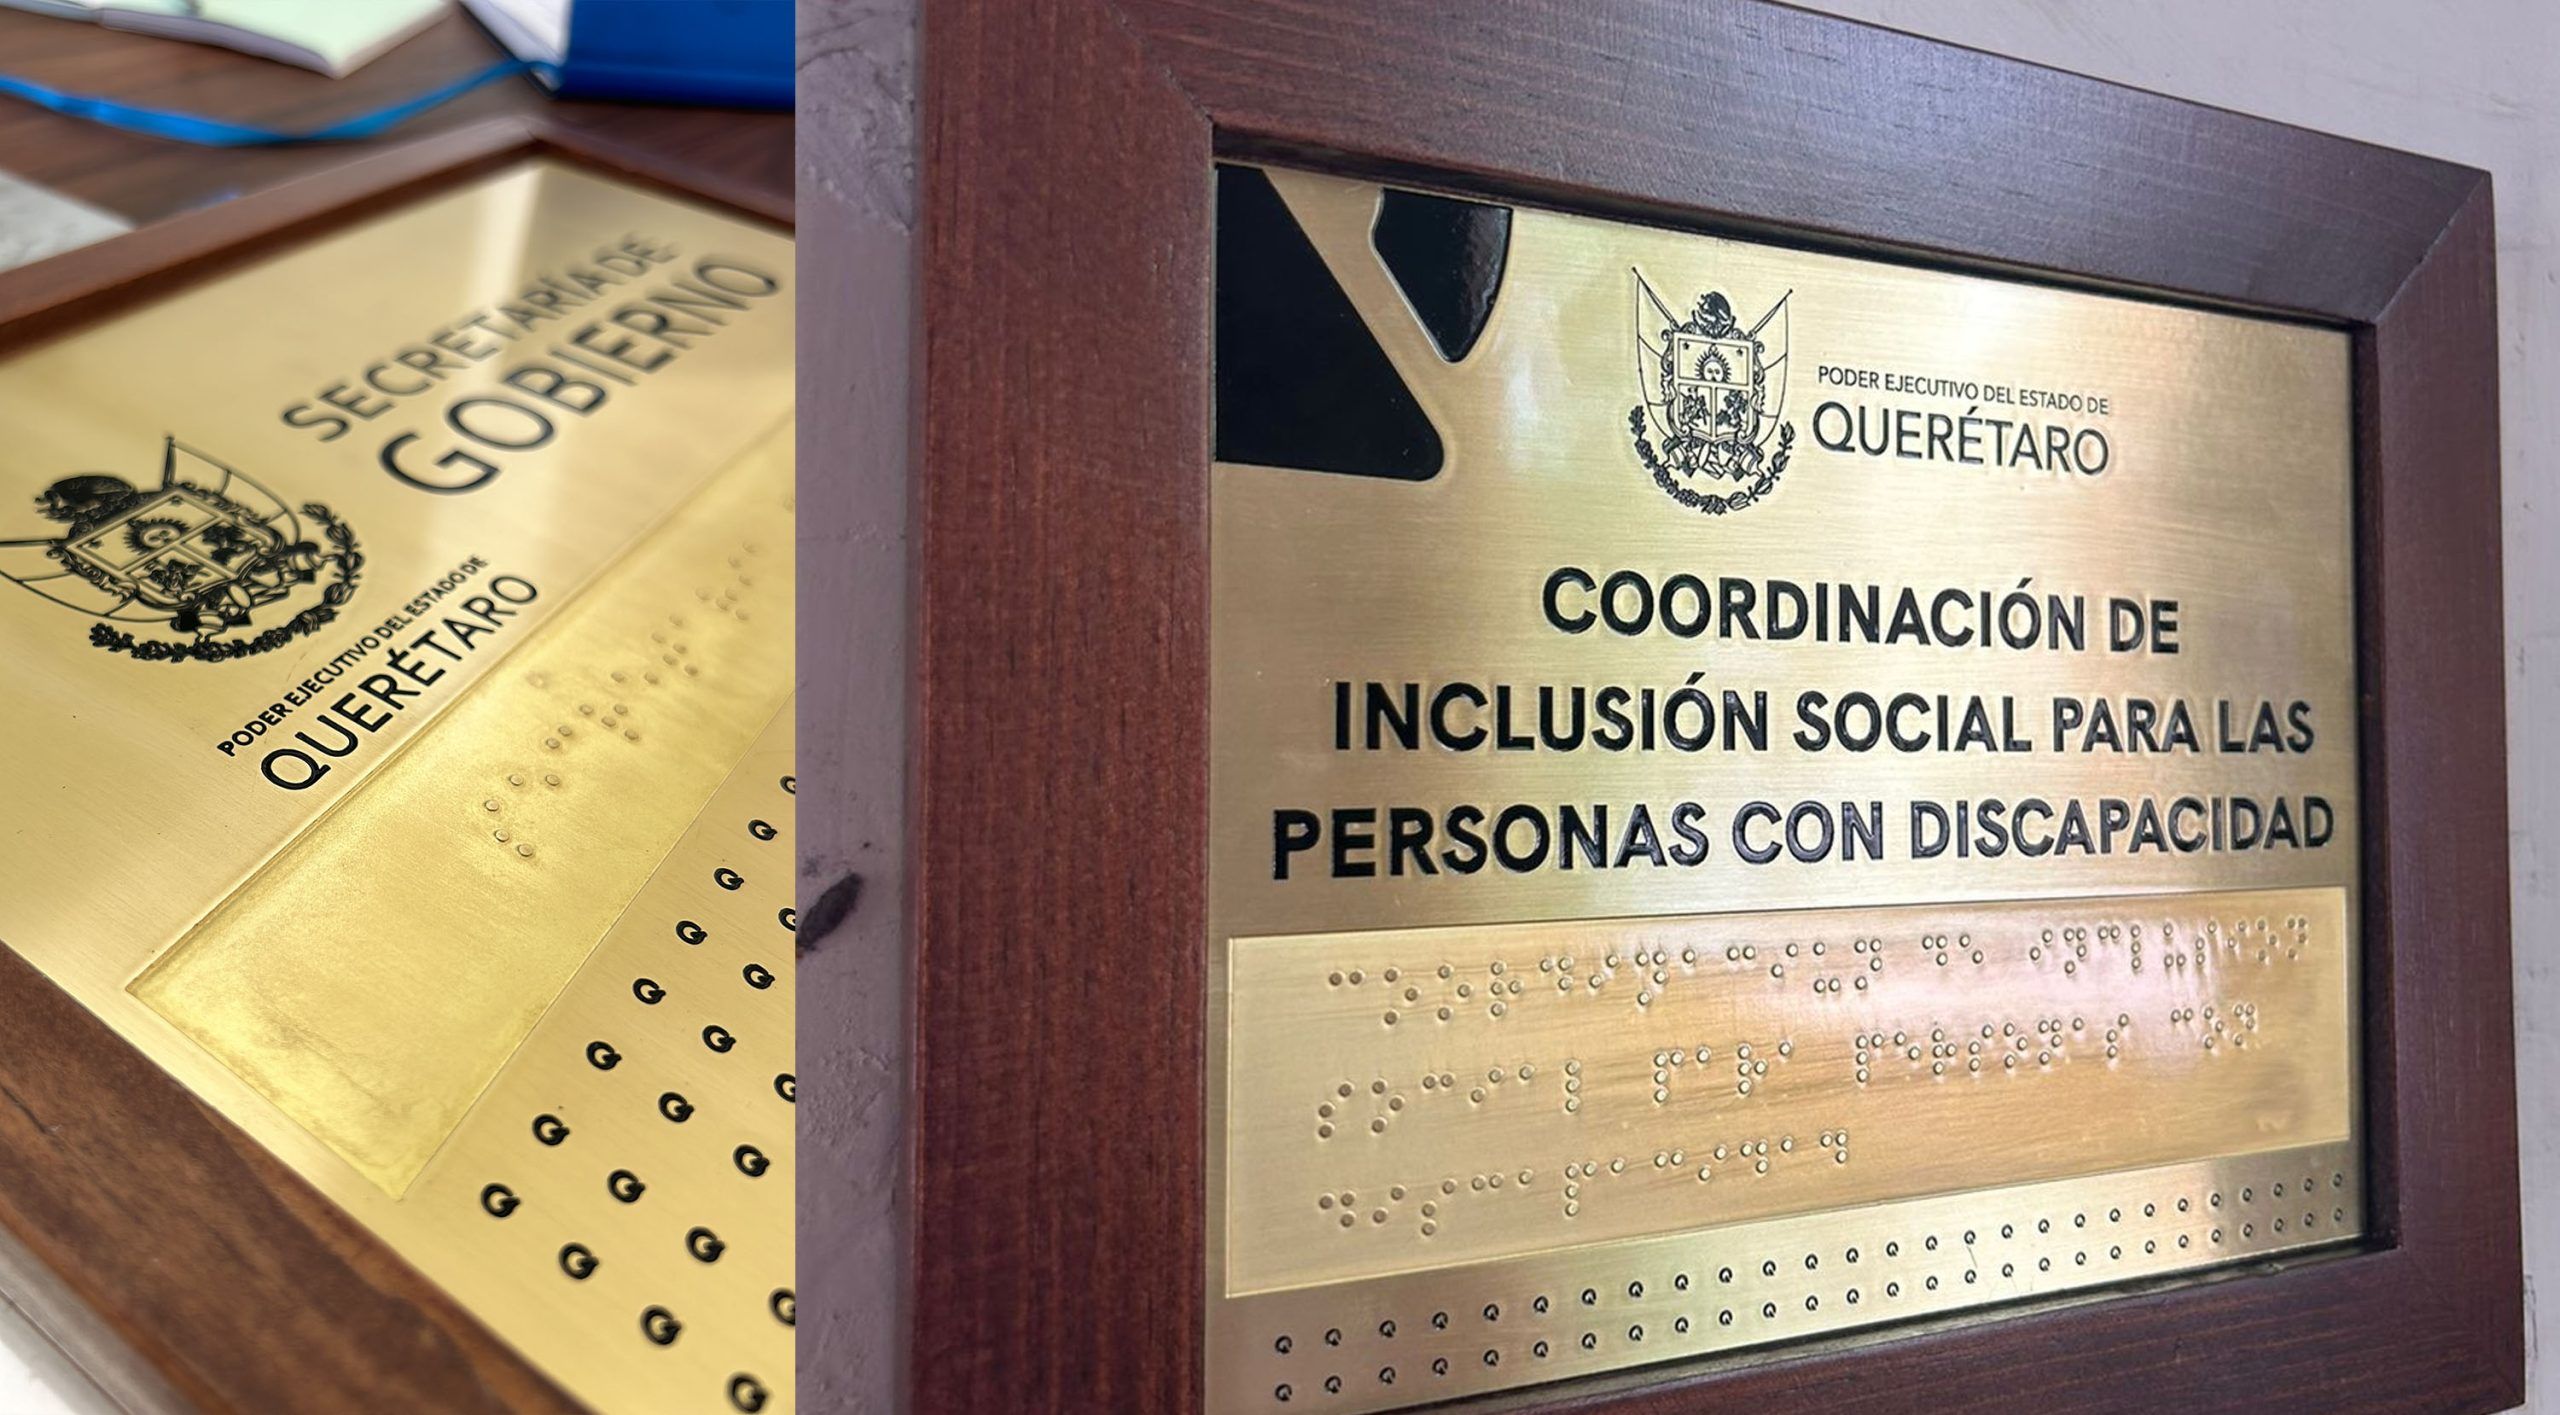 SECRETARÍA DE
GOBIERNO
PODER EJECUTIVO DEL ESTADO DE
QUERÉTARO
PODER EJECUTIVO DEL ESTADO DE
QUERÉTARO
COORDINACIÓN DE
INCLUSIÓN SOCIAL PARA LAS
PERSONAS CON DISCAPACIDAD